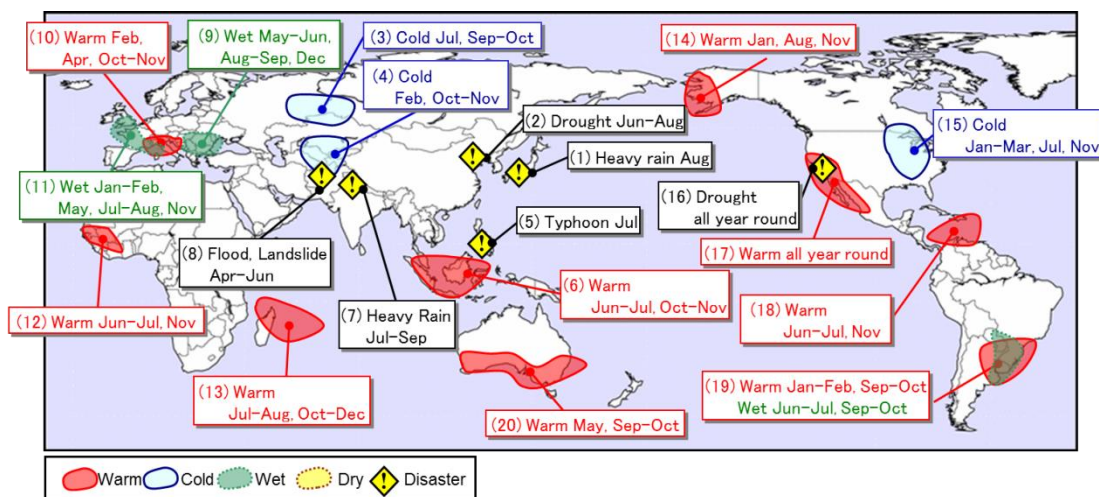 (10) Warm Feb,
Apr, Oct-Nov
(9) Wet May-Jun,
Aug-Sep, Dec
(3) Cold Jul, Sep-Oct
(14) Warm Jan, Aug, Nov
(4) Cold
Feb, Oct-Nov
(2) Drought Jun-Aug
(15) Cold
Jan-Mar, Jul, Nov
(1) Heavy rain Aug
(11) Wet Jan-Feb,
May, Jul-Aug, Nov
(16) Drought
all year round
(5) Typhoon Jul
(8) Flood, Landslide
Apr-Jun
(17) Warm all year round
(6) Warm
Jun-Jul, Oct-Nov
(12) Warm Jun-Jul, Nov
(7) Heavy Rain
Jul-Sep
(18) Warm
Jun-Jul, Nov
(13) Warm
Jul-Aug, Oct-Dec
(19) Warm Jan-Feb, Sep-Oct
Wet Jun-Jul, Sep-Oct
(20) Warm May, Sep-Oct
Warm Cold Wet Dry Disaster